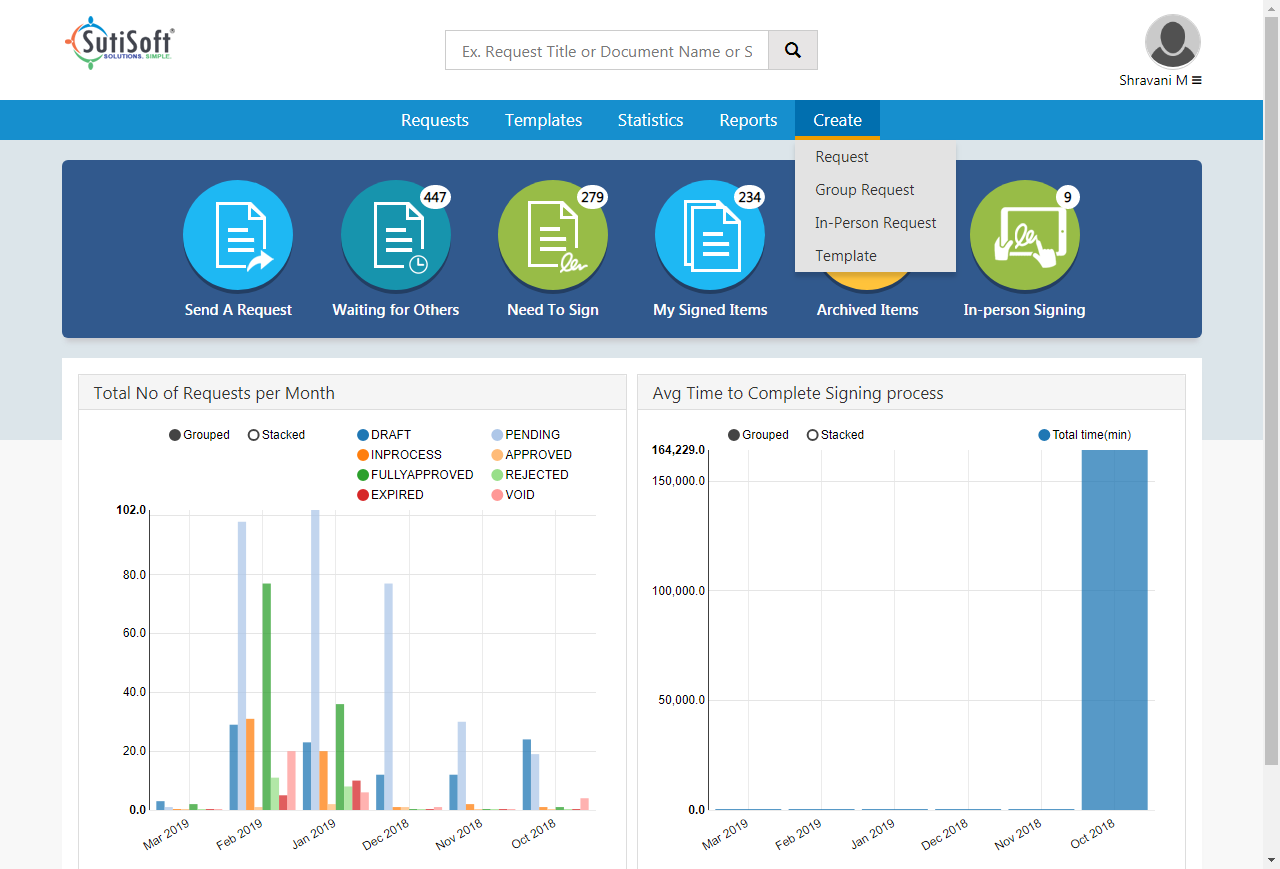 SutiSoft®
SOLUTIONS. SIMPLE.
Ex. Request Title or Document Name or S
Shravani M
Requests Templates Statistics Reports Create
Request
Group Request
In-Person Request
Template
447 279 234 9
Send A Request Waiting for Others Need To Sign My Signed Items Archived Items In-person Signing
Total No of Requests per Month
Grouped Stacked DRAFT PENDING
INPROCESS APPROVED
FULLYAPPROVED REJECTED
EXPIRED VOID
102.0
80.0
60.0
40.0
20.0
0.0
Mar 2019 Feb 2019 Jan 2019 Dec 2018 Nov 2018 Oct 2018
Avg Time to Complete Signing process
Grouped Stacked Total time(min)
164,229.0
150,000.0
100,000.0
50,000.0
0.0
Mar 2019 Feb 2019 Jan 2019 Dec 2018 Nov 2018 Oct 2018